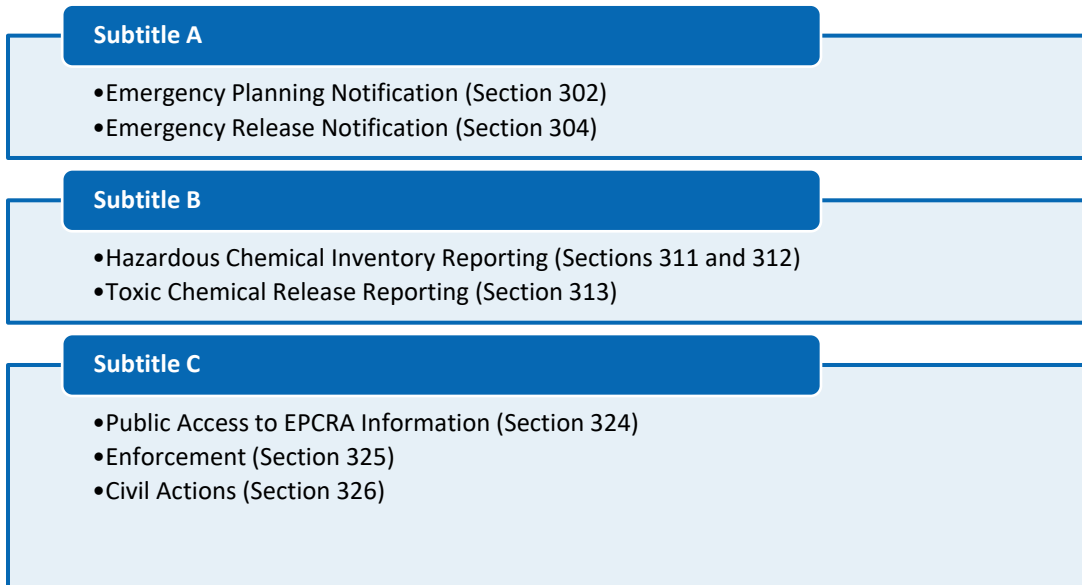 Subtitle A
•Emergency Planning Notification (Section 302)
•Emergency Release Notification (Section 304)
Subtitle B
•Hazardous Chemical Inventory Reporting (Sections 311 and 312)
•Toxic Chemical Release Reporting (Section 313)
Subtitle C
•Public Access to EPCRA Information (Section 324)
•Enforcement (Section 325)
•Civil Actions (Section 326)